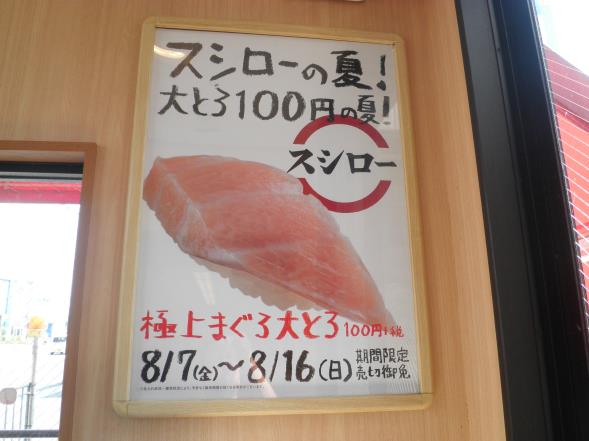 スシローの夏!
大とろ100円の夏!
スシロー
極上まぐろ大とろ 100円+税
8/7(金)〜8/16(日) 期間限定
売切御免